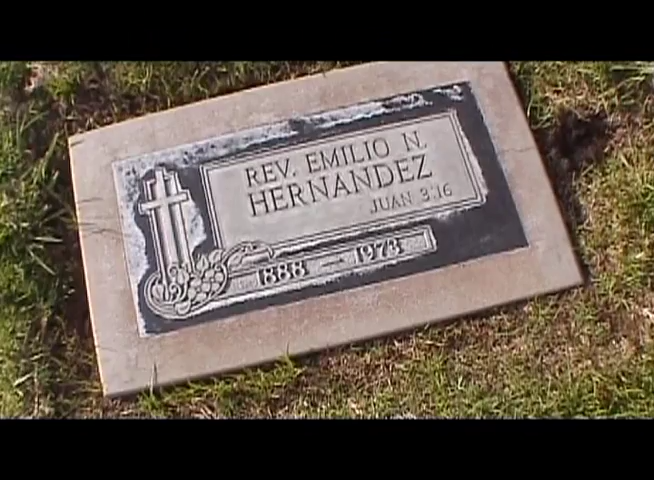 REV. EMILIO N.
HERNANDEZ
JUAN 3:16
1888 — 1973